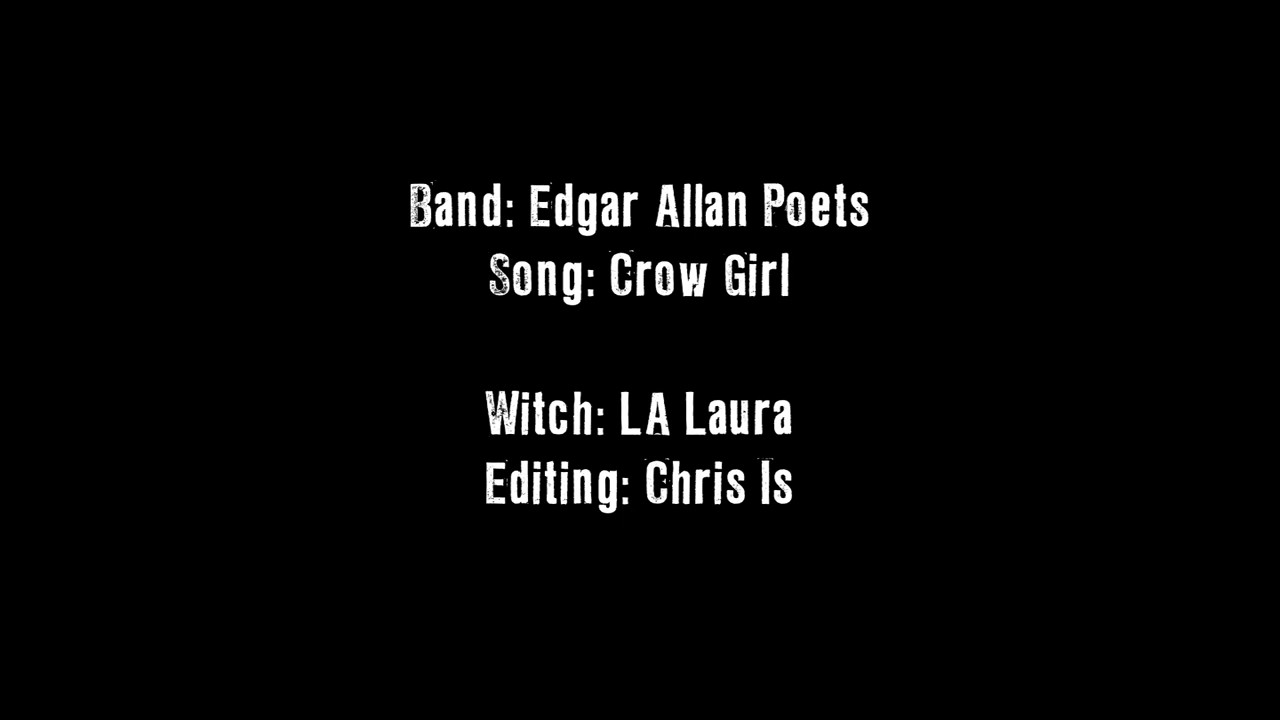 Band: Edgar Allan Poets
Song: Crow Girl
Witch: LA Laura
Editing: Chris Is